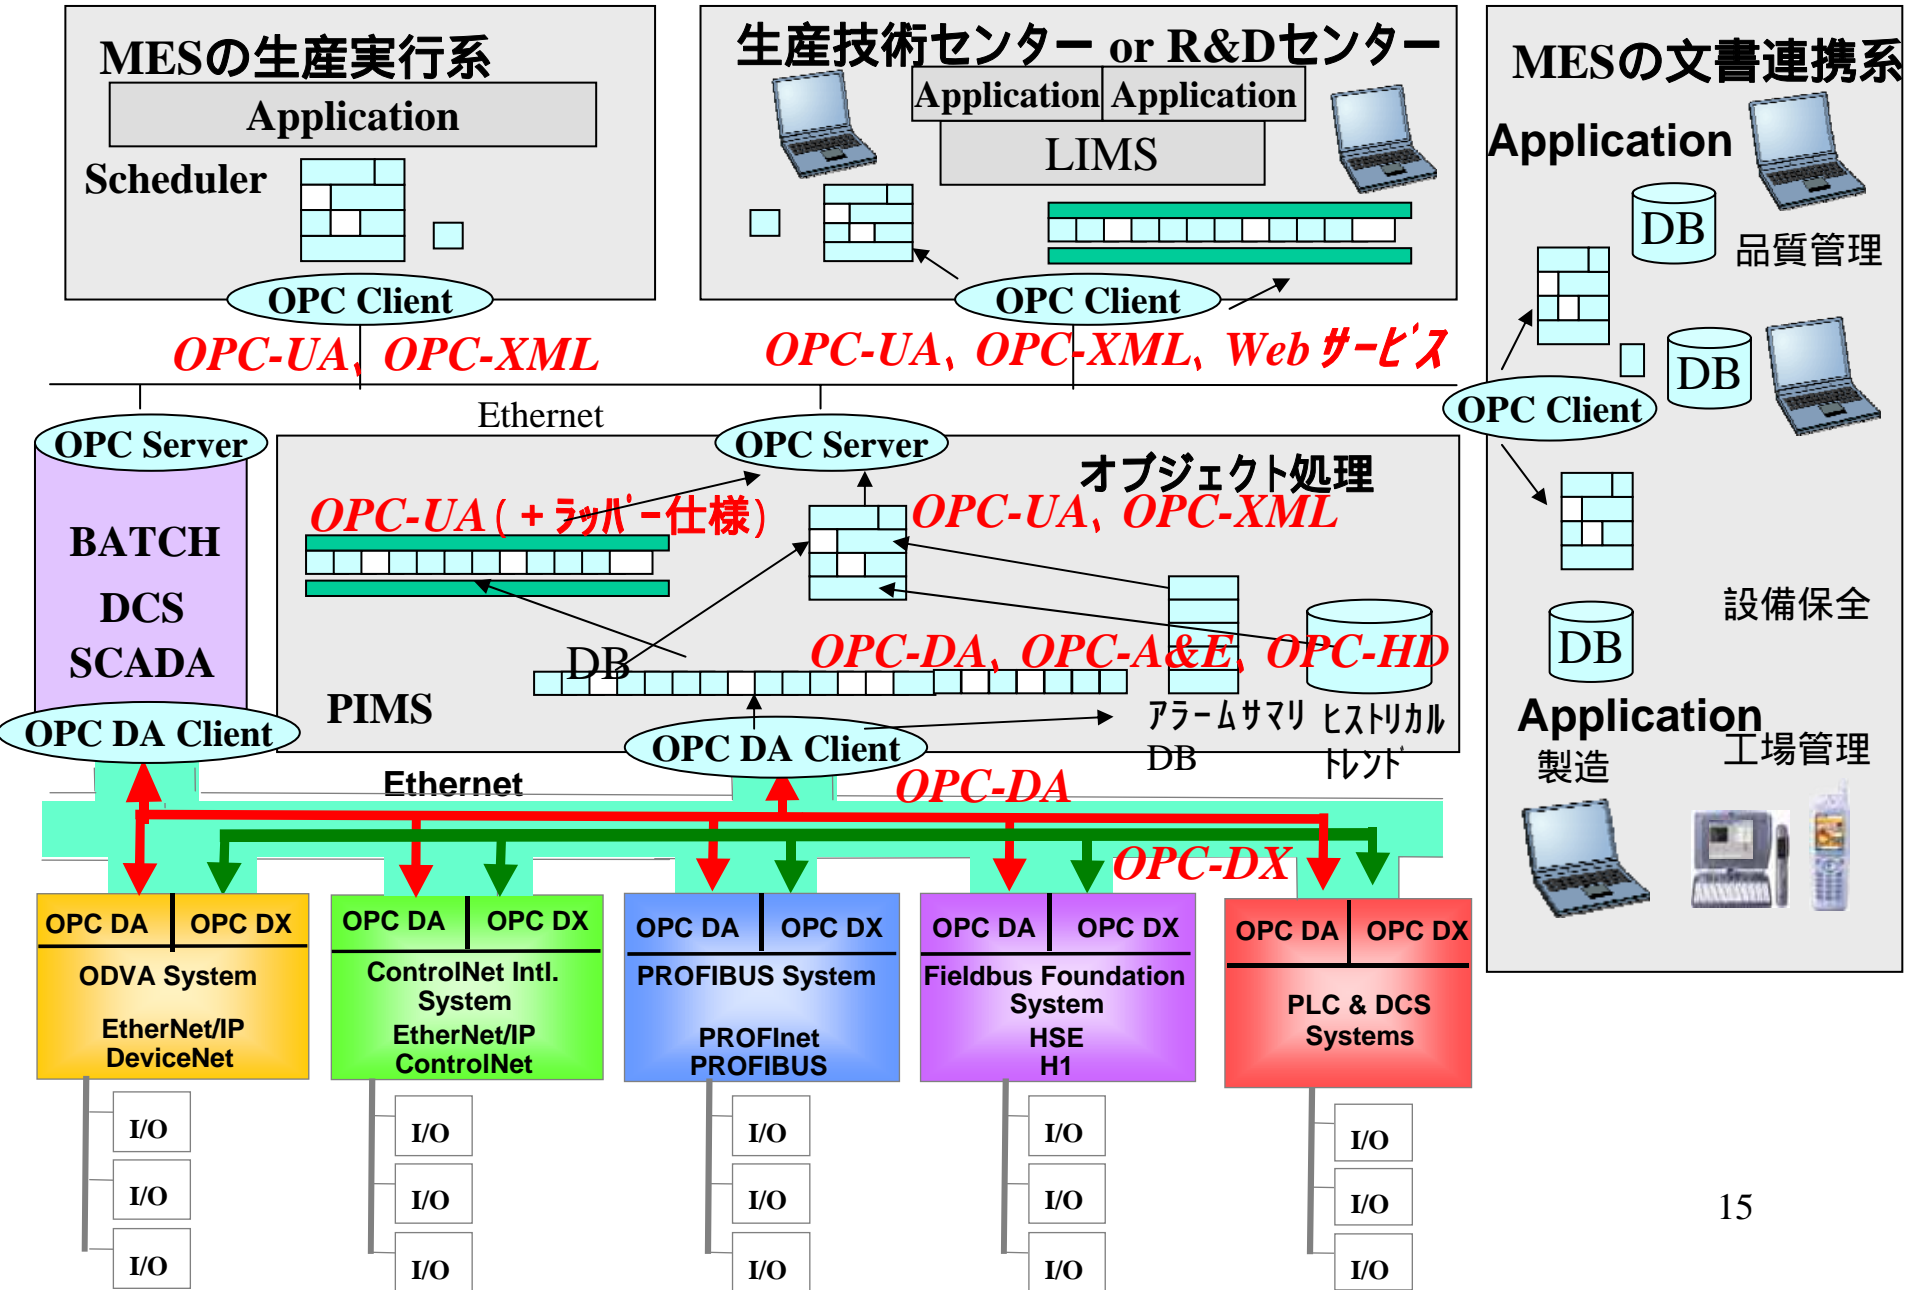 MESの生産実行系
Application
Scheduler
OPC Client
OPC-UA、OPC-XML
生産技術センター or R&Dセンター
Application Application
LIMS
OPC Client
OPC-UA、OPC-XML、Web サービス
MESの文書連携系
Application
DB
品質管理
DB
OPC Client
設備保全
DB
Application
製造
工場管理
Ethernet
OPC Server
BATCH
DCS
SCADA
OPC DA Client
OPC Server
オブジェクト処理
OPC-UA(+ラッパー仕様)
OPC-UA、OPC-XML
DB
OPC-DA、OPC-A&E、OPC-HD
PIMS
OPC DA Client
アラームサマリ
DB
ヒストリカル
トレンド
Ethernet
OPC-DA
OPC-DX
OPC DA OPC DX
ODVA System
EtherNet/IP
DeviceNet
I/O
I/O
I/O
OPC DA OPC DX
ControlNet Intl.
System
EtherNet/IP
ControlNet
I/O
I/O
I/O
OPC DA OPC DX
PROFIBUS System
PROFInet
PROFIBUS
I/O
I/O
I/O
OPC DA OPC DX
Fieldbus Foundation
System
HSE
H1
I/O
I/O
I/O
OPC DA OPC DX
PLC & DCS
Systems
I/O
I/O
I/O
15